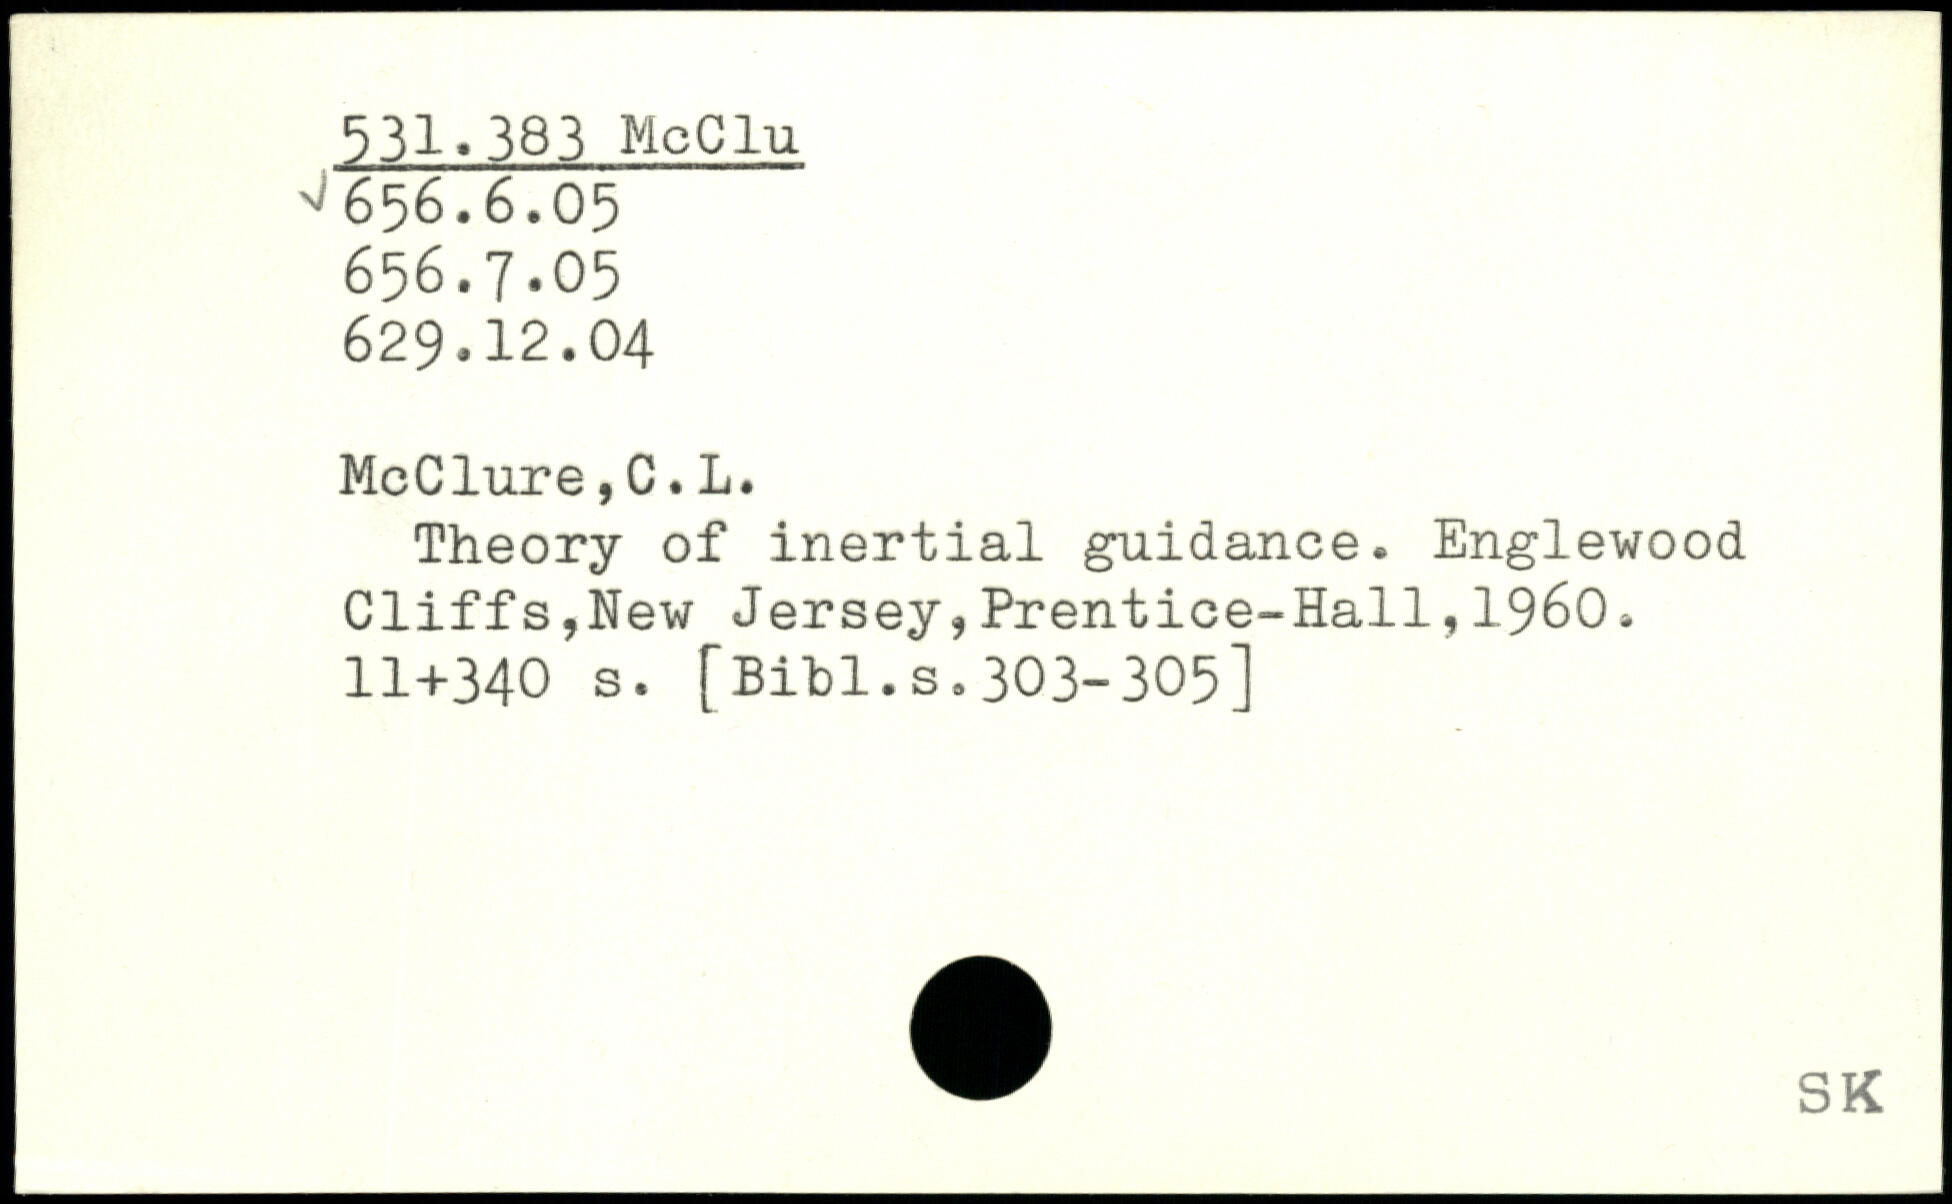 531.383 McClu
✓656.6.05
656.7.05
629.12.04
McClure,C.L.
Theory of inertial guidance. Englewood
Cliffs,New Jersey,Prentice-Hall,1960.
11+340 s. [Bibl.s.303-305]
SK